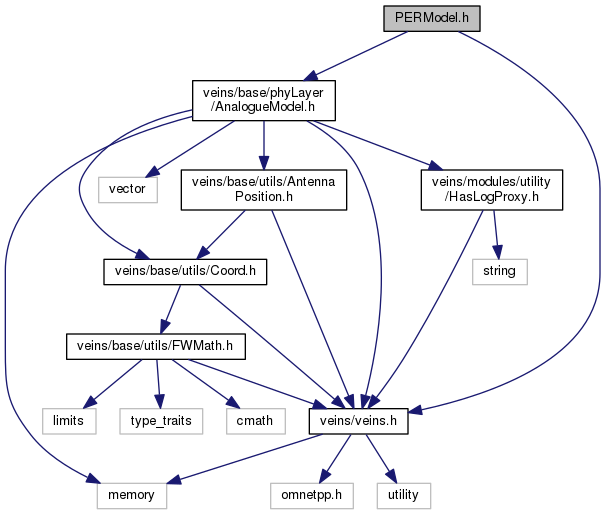 PERModel.h
veins/base/phyLayer
/AnalogueModel.h
vector
veins/base/utils/Antenna
Position.h
veins/modules/utility
/HasLogProxy.h
veins/base/utils/Coord.h
string
veins/base/utils/FWMath.h
limits
type_traits
cmath
veins/veins.h
memory
omnetpp.h
utility